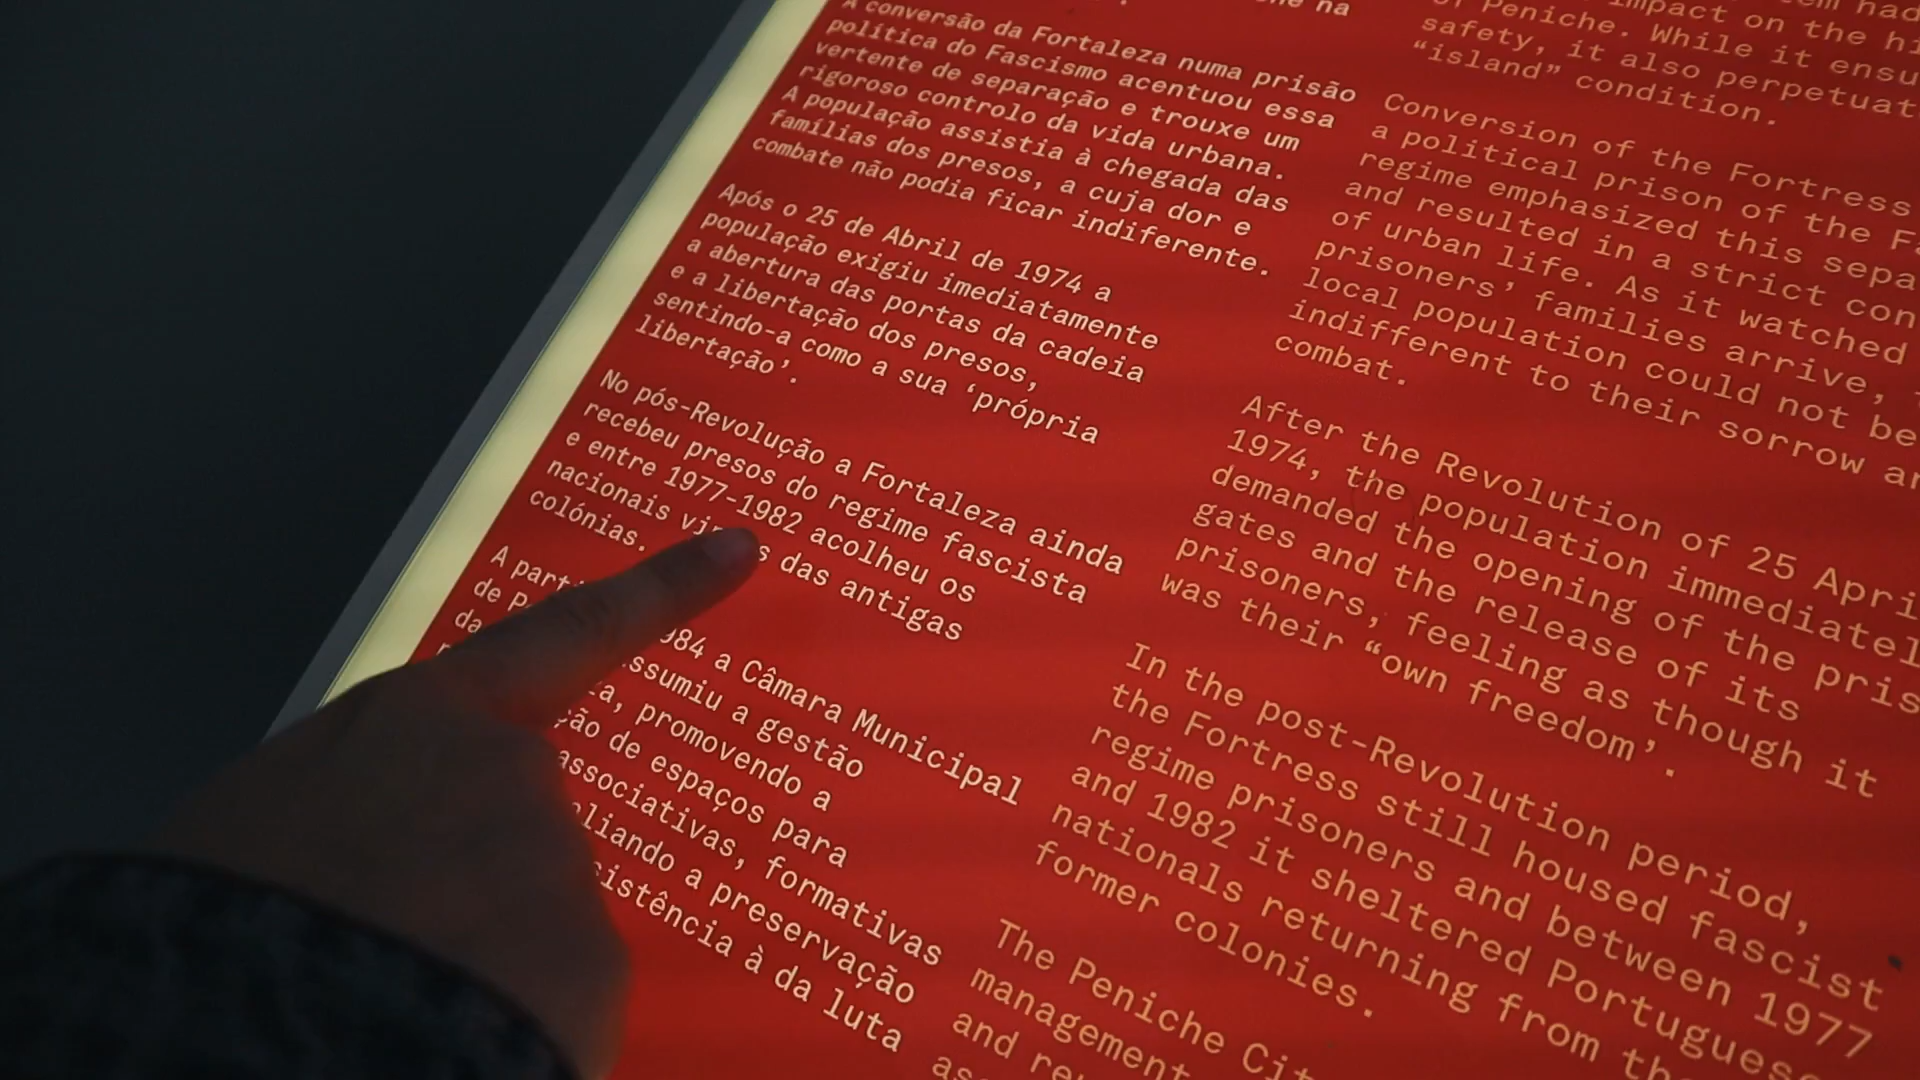 A conversão da Fortaleza numa prisão
política do Fascismo acentuou essa
vertente de separação e trouxe um
rigoroso controlo da vida urbana.
A população assistia à chegada das
famílias dos presos, a cuja dor e
combate não podia ficar indiferente.
Após o 25 de Abril de 1974 a
população exigiu imediatamente
a abertura das portas da cadeia
e a libertação dos presos,
sentindo-a como a sua ‘própria
libertação’.
No pós-Revolução a Fortaleza ainda
recebeu presos do regime fascista
e entre 1977-1982 acolheu os
nacionais das antigas
colónias.
A
de
da
a Câmara Municipal
a gestão
promovendo a
de espaços para
associativas, formativas
a preservação
à da luta
na
had
impact on the
of Peniche. While it
safety, it also
“island” condition.
Conversion of the Fortress
a political prison of the
regime emphasized this
and resulted in a strict
of urban life. As it watched
prisoners’ families arrive,
local population could not be
indifferent to their sorrow
combat.
After the Revolution of 25
1974, the population
demanded the opening of the
gates and the release of its
prisoners, feeling as though it
was their “own freedom’.
In the post-Revolution period,
the Fortress still housed fascist
regime prisoners and between 1977
and 1982 it sheltered Portuguese
nationals returning from
former colonies.
The Peniche
management
and